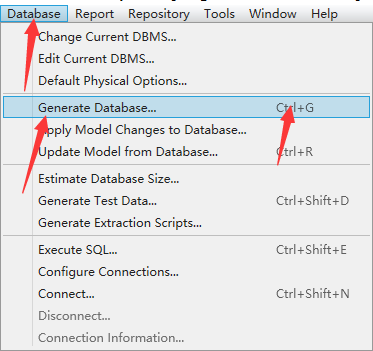 Database Report Repository Tools Window Help
Change Current DBMS...
Edit Current DBMS...
Default Physical Options...
Generate Database... Ctrl+G
Apply Model Changes to Database...
Update Model from Database... Ctrl+R
Estimate Database Size...
Generate Test Data... Ctrl+Shift+D
Generate Extraction Scripts...
Execute SQL... Ctrl+Shift+E
Configure Connections...
Connect... Ctrl+Shift+N
Disconnect...
Connection Information...